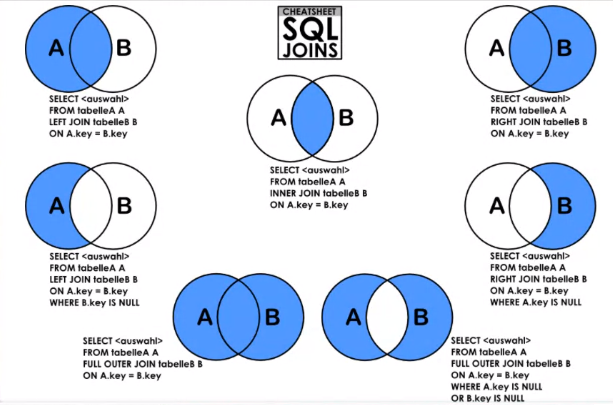 CHEATSHEET
SQL
JOINS
A B
SELECT <auswahl>
FROM tabelleA A
LEFT JOIN tabelleB B
ON A.key = B.key
A B
SELECT <auswahl>
FROM tabelleA A
RIGHT JOIN tabelleB B
ON A.key = B.key
A B
SELECT <auswahl>
FROM tabelleA A
INNER JOIN tabelleB B
ON A.key = B.key
A B
SELECT <auswahl>
FROM tabelleA A
LEFT JOIN tabelleB B
ON A.key = B.key
WHERE B.key IS NULL
A B
SELECT <auswahl>
FROM tabelleA A
RIGHT JOIN tabelleB B
ON A.key = B.key
WHERE A.key IS NULL
A B
SELECT <auswahl>
FROM tabelleA A
FULL OUTER JOIN tabelleB B
ON A.key = B.key
A B
SELECT <auswahl>
FROM tabelleA A
FULL OUTER JOIN tabelleB B
ON A.key = B.key
WHERE A.key IS NULL
OR B.key IS NULL